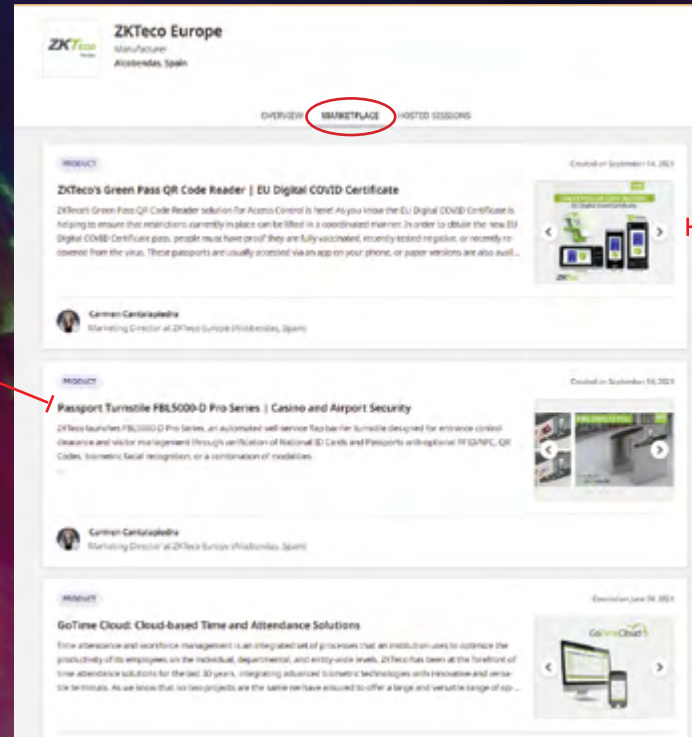 ZKTeco
ZKTeco Europe
Manufacturer
Alcobendas, Spain
OVERVIEW MARKETPLACE HOSTED SESSIONS
PRODUCT
Created on September 14, 2021
ZKTeco's Green Pass QR Code Reader | EU Digital COVID Certificate
ZKTeco's Green Pass QR Code Reader solution for Access Control is here! As you know the EU Digital COVID Certificate is
helping to ensure that restrictions currently in place can be lifted in a coordinated manner. In order to obtain the new EU
Digital COVID Certificate pass, people must have proof they are fully vaccinated, recently tested negative, or recently re-
covered from the virus. These passports are usually accessed via an app on your phone, or paper versions are also avail...
Carmen Cantalapiedra
Marketing Director at ZKTeco Europe (Alcobendas, Spain)
PRODUCT
Created on September 14, 2021
Passport Turnstile FBL5000-D Pro Series | Casino and Airport Security
ZKTeco launches FBL5000-D Pro Series, an automated self-service flap barrier turnstile designed for entrance control
clearance and visitor management through verification of National ID Cards and Passports with optional RFID/NFC, QR
Codes, biometric facial recognition, or a combination of modalities.
...
Carmen Cantalapiedra
Marketing Director at ZKTeco Europe (Alcobendas, Spain)
PRODUCT
Created on June 2021
GoTime Cloud: Cloud-based Time and Attendance Solutions
GoTimeCloud
Time attendance and workforce management is an integrated set of processes that an institution uses to optimize the
productivity of its employees on the individual, departmental, and entity-wide levels. ZKTeco has been at the forefront of
time attendance solutions for the last 30 years, integrating advanced biometric technologies with innovative and versa-
tile terminals. As we know that no two projects are the same we have ensured to offer a large and versatile range of op...